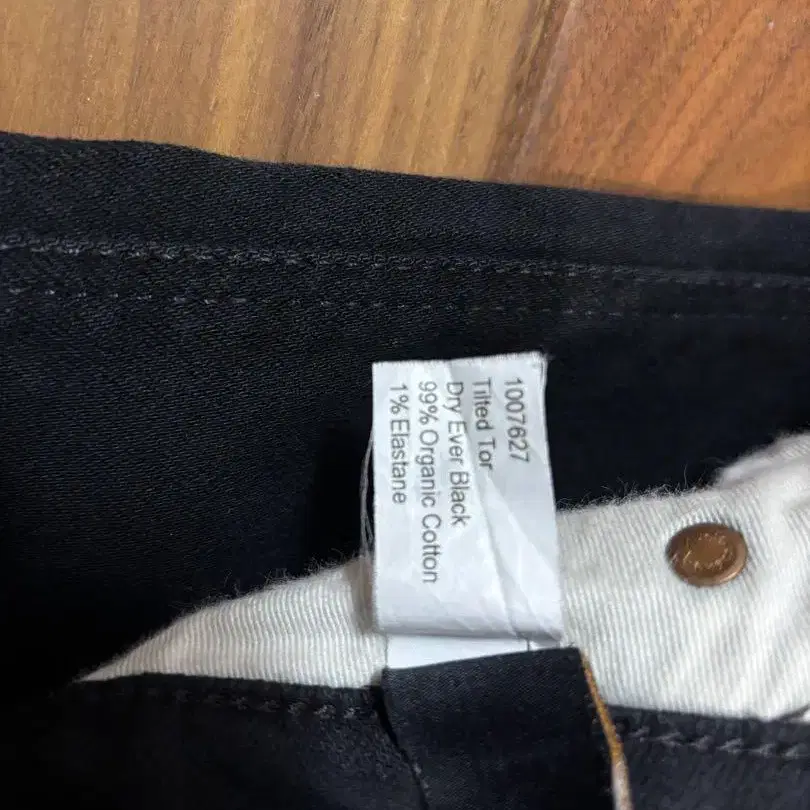 1007627
Tilted Tor
Dry Ever Black
99% Organic Cotton
1% Elastane